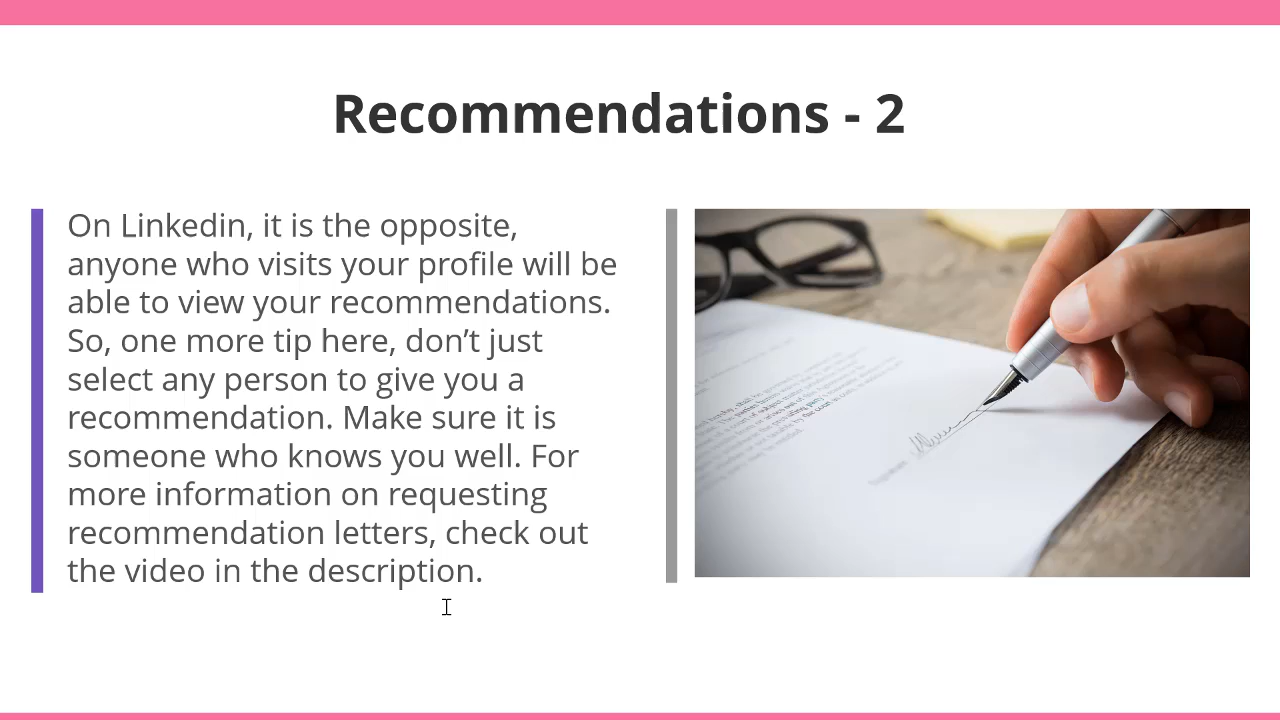 Recommendations - 2
On Linkedin, it is the opposite,
anyone who visits your profile will be
able to view your recommendations.
So, one more tip here, don’t just
select any person to give you a
recommendation. Make sure it is
someone who knows you well. For
more information on requesting
recommendation letters, check out
the video in the description.